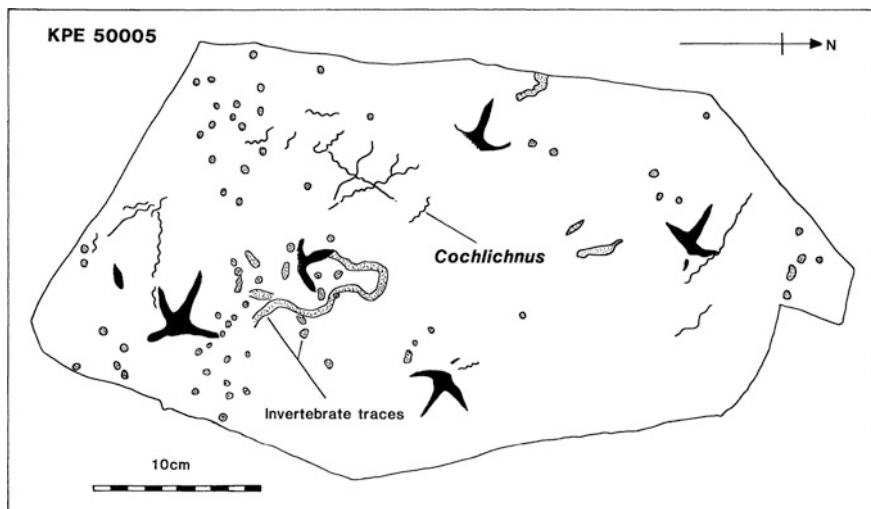 KPE 50005
N
Cochlichnus
Invertebrate traces
10cm